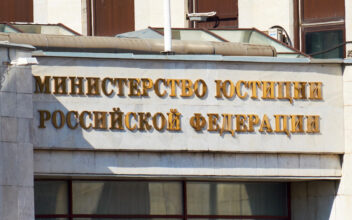 МИНИСТЕРСТВО ЮСТИЦИИ
РОССИЙСКОЙ ФЕДЕРАЦИИ